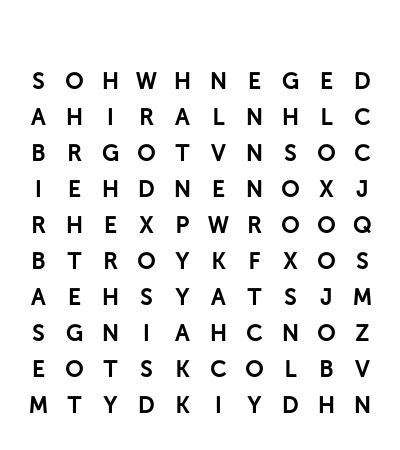 S O H W H N E G E D
A H I R A L N H L C
B R G O T V N S O C
I E H D N E N O X J
R H E X P W R O O Q
B T R O Y K F X O S
A E H S Y A T S J M
S G N I A H C N O Z
E O T S K C O L B V
M T Y D K I Y D H N